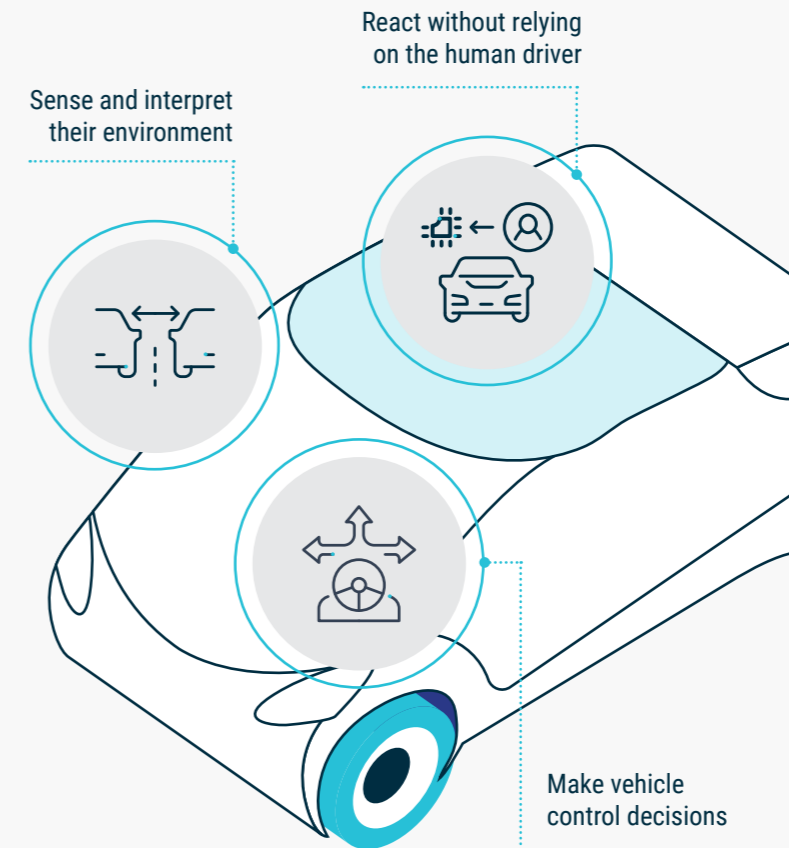 React without relying
on the human driver
Sense and interpret
their environment
Make vehicle
control decisions